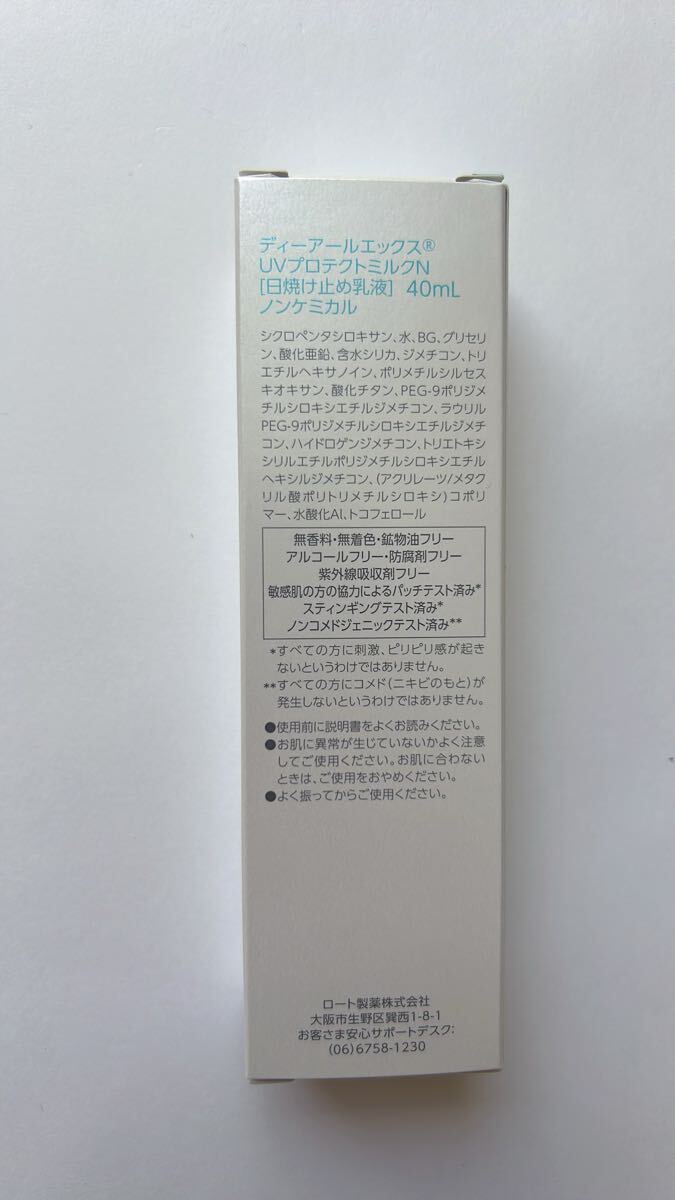 ディーアールエックス®
UVプロテクトミルクN
[日焼け止め乳液] 40mL
ノンケミカル
シクロペンタシロキサン、水、BG、グリセリ
ン、酸化亜鉛、含水シリカ、ジメチコン、トリ
エチルヘキサノイン、ポリメチルシルセス
キオキサン、酸化チタン、PEG-9ポリジメ
チルシロキシエチルジメチコン、ラウリル
PEG-9ポリジメチルシロキシエチルジメチ
コン、ハイドロゲンジメチコン、トリエトキシ
シリルエチルポリジメチルシロキシエチル
ヘキシルジメチコン、(アクリレーツ/メタク
リル酸ポリトリメチルシロキシ)コポリ
マー、水酸化Al、トコフェロール
無香料・無着色・鉱物油フリー
アルコールフリー・防腐剤フリー
紫外線吸収剤フリー
敏感肌の方の協力によるパッチテスト済み*
スティンギングテスト済み*
ノンコメドジェニックテスト済み**
*すべての方に刺激、ピリピリ感が起き
ないというわけではありません。
**すべての方にコメド(ニキビのもと)が
発生しないというわけではありません。
●使用前に説明書をよくお読みください。
●お肌に異常が生じていないかよく注意
してご使用ください。お肌に合わない
ときは、ご使用をおやめください。
●よく振ってからご使用ください。
ロート製薬株式会社
大阪市生野区巽西1-8-1
お客さま安心サポートデスク:
(06)6758-1230